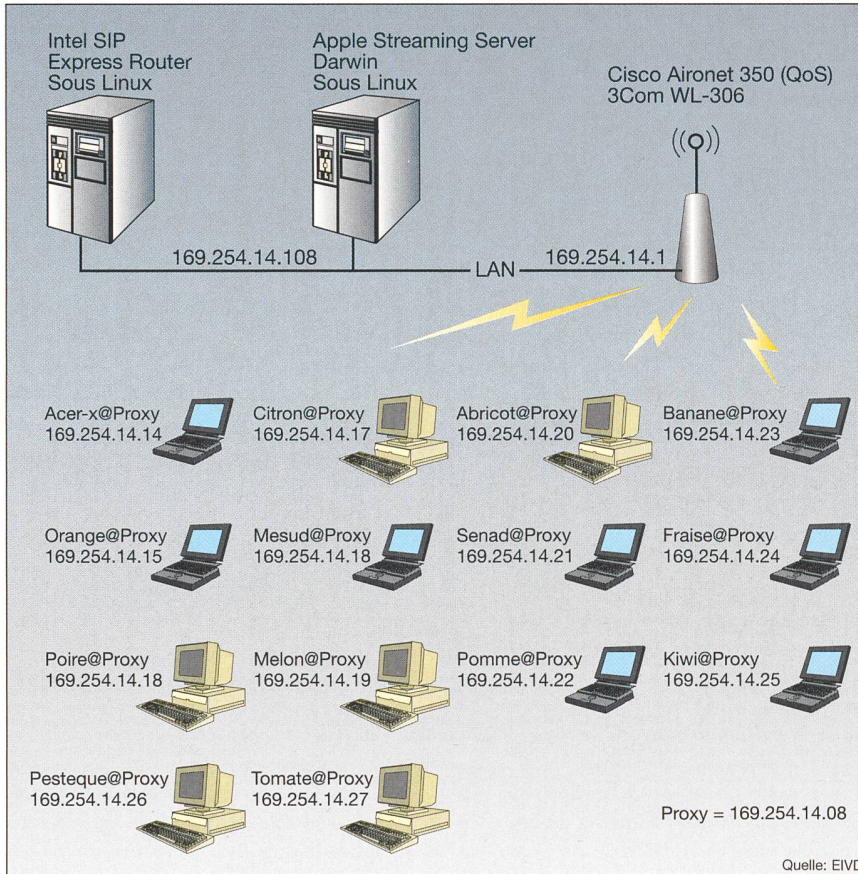 Intel SIP
Express Router
Sous Linux
Apple Streaming Server
Darwin
Sous Linux
Cisco Aironet 350 (QoS)
3Com WL-306
169.254.14.108
LAN
169.254.14.1
Acer-x@Proxy
169.254.14.14
Citron@Proxy
169.254.14.17
Abricot@Proxy
169.254.14.20
Banane@Proxy
169.254.14.23
Orange@Proxy
169.254.14.15
Mesud@Proxy
169.254.14.18
Senad@Proxy
169.254.14.21
Fraise@Proxy
169.254.14.24
Poire@Proxy
169.254.14.18
Melon@Proxy
169.254.14.19
Pomme@Proxy
169.254.14.22
Kiwi@Proxy
169.254.14.25
Pesteque@Proxy
169.254.14.26
Tomate@Proxy
169.254.14.27
Proxy = 169.254.14.08
Quelle: EIVD